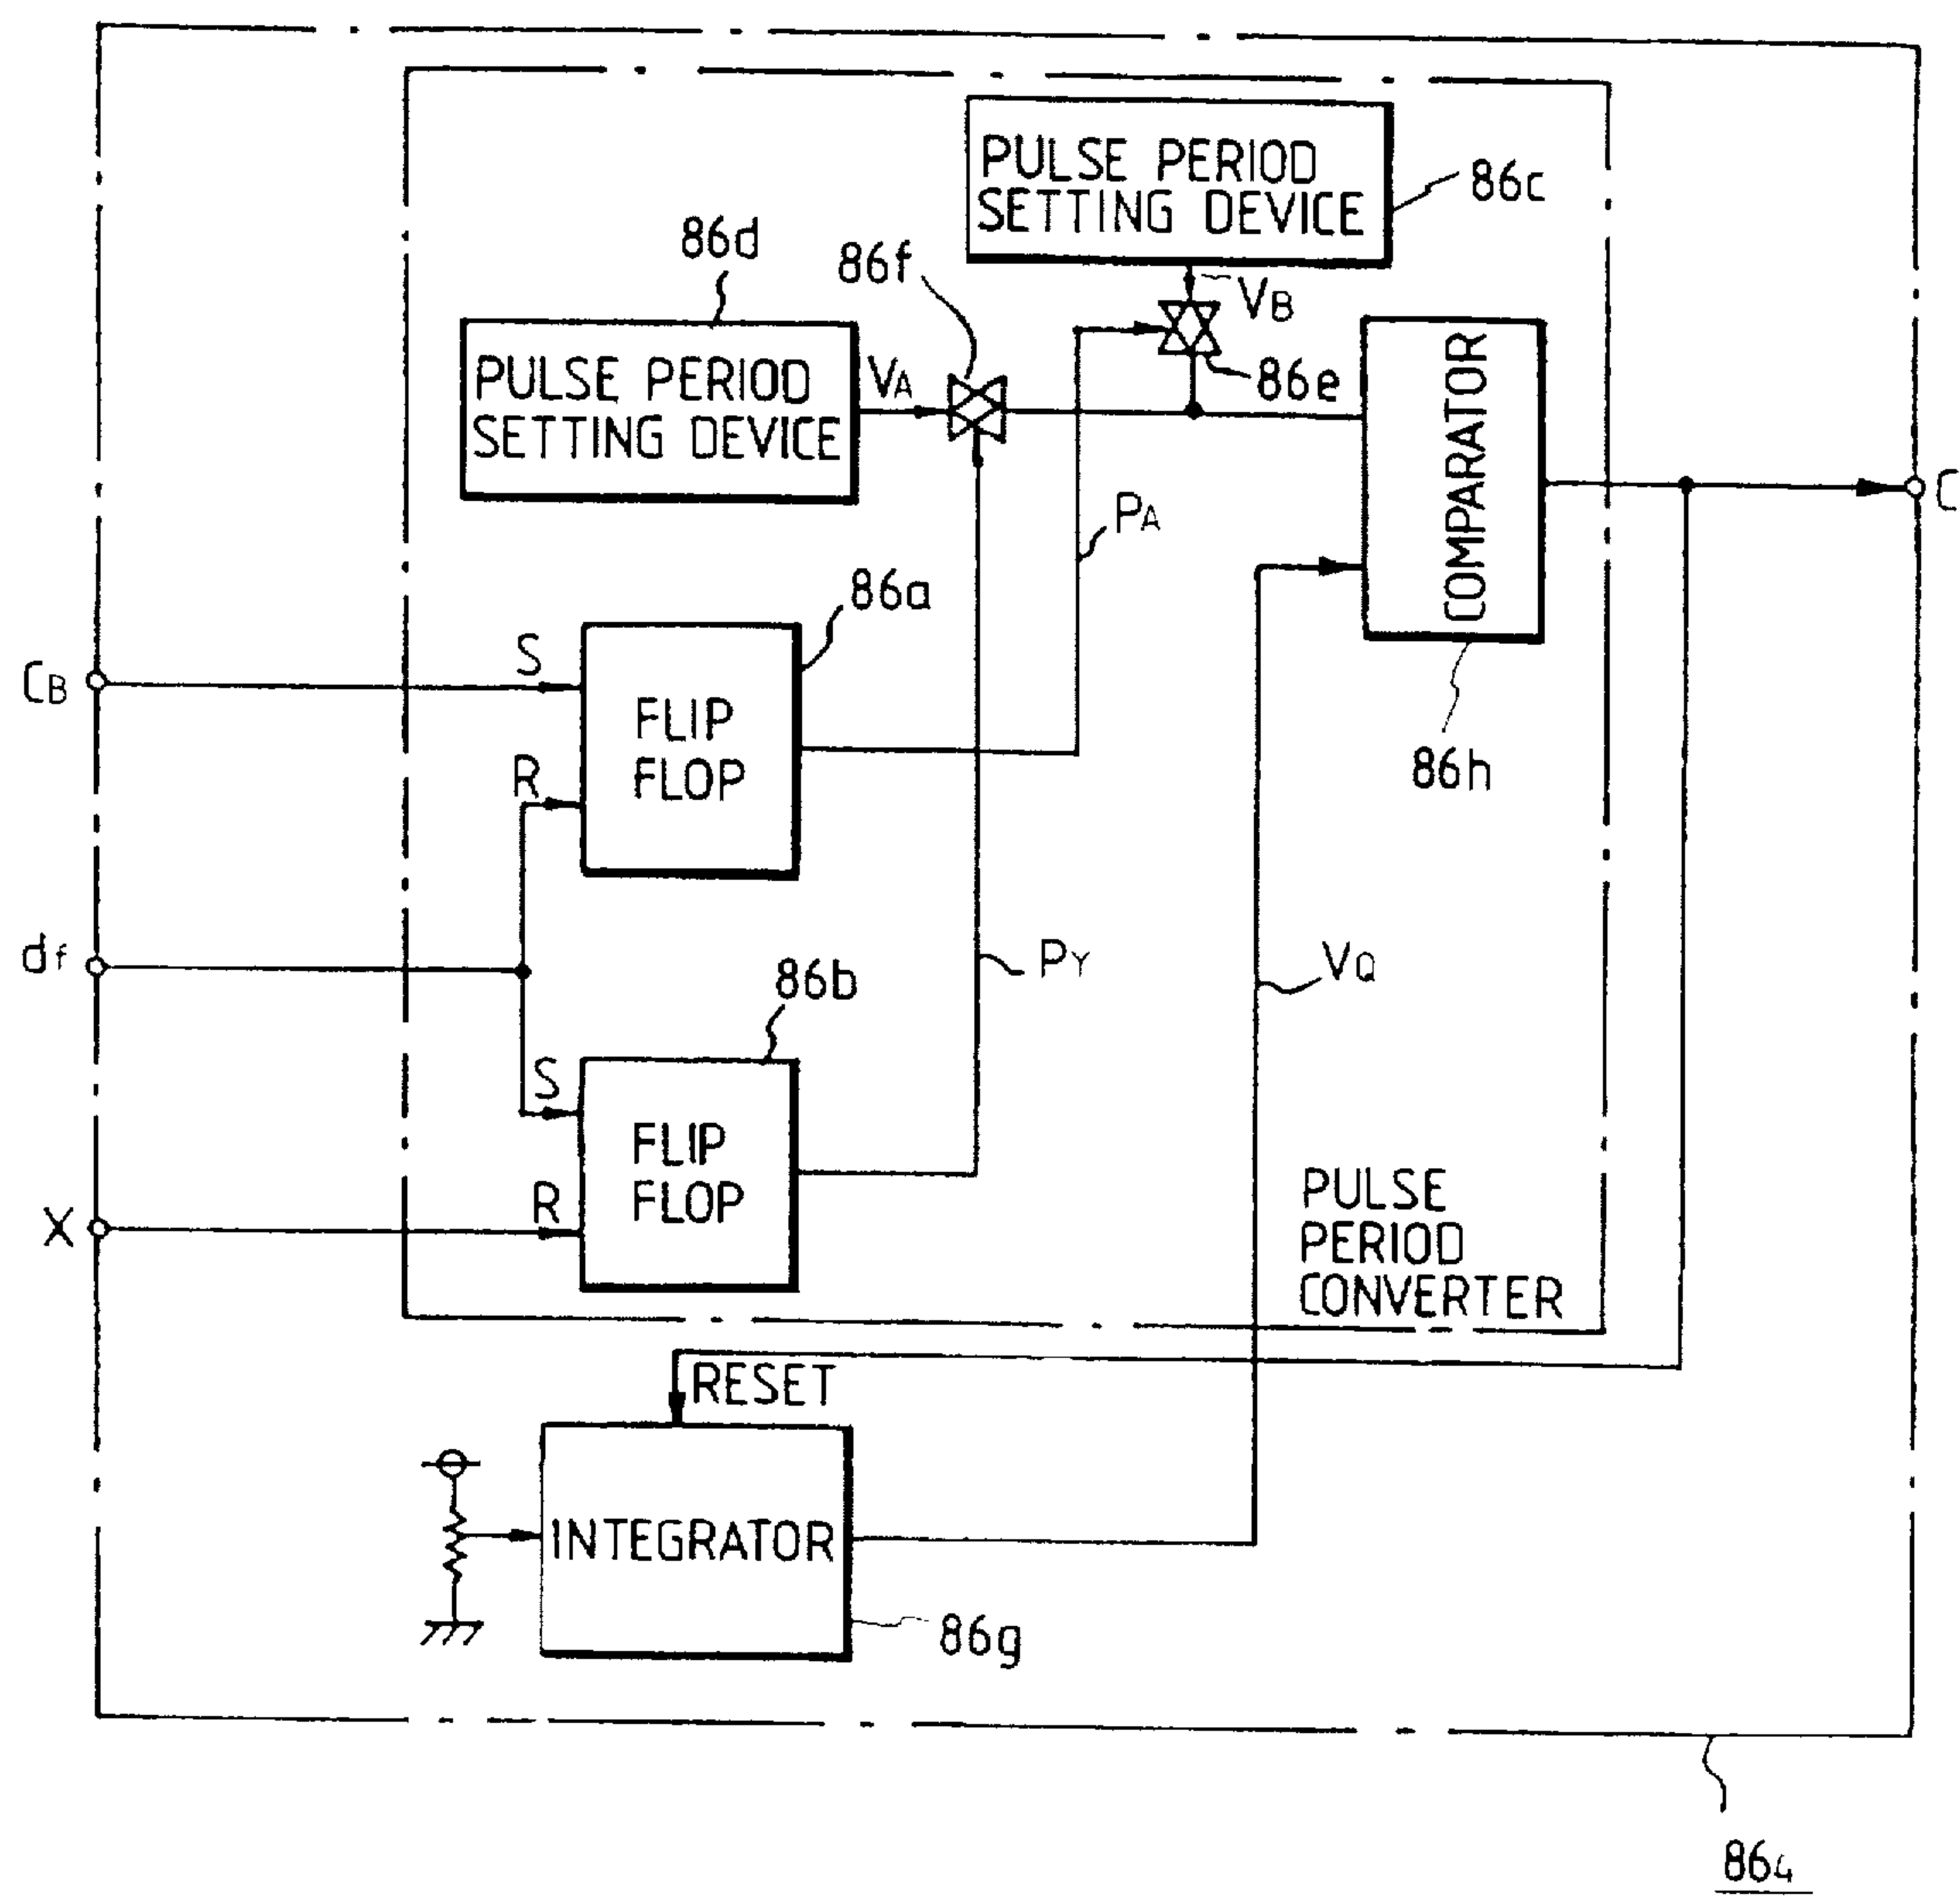 PULSE PERIOD
SETTING DEVICE
86c
86d
86f
VB
PULSE PERIOD
SETTING DEVICE
VA
86e
COMPARATOR
C
PA
86a
CB
S
FLIP
FLOP
R
86h
df
PY
VQ
86b
S
FLIP
FLOP
X
R
PULSE
PERIOD
CONVERTER
RESET
INTEGRATOR
86g
864